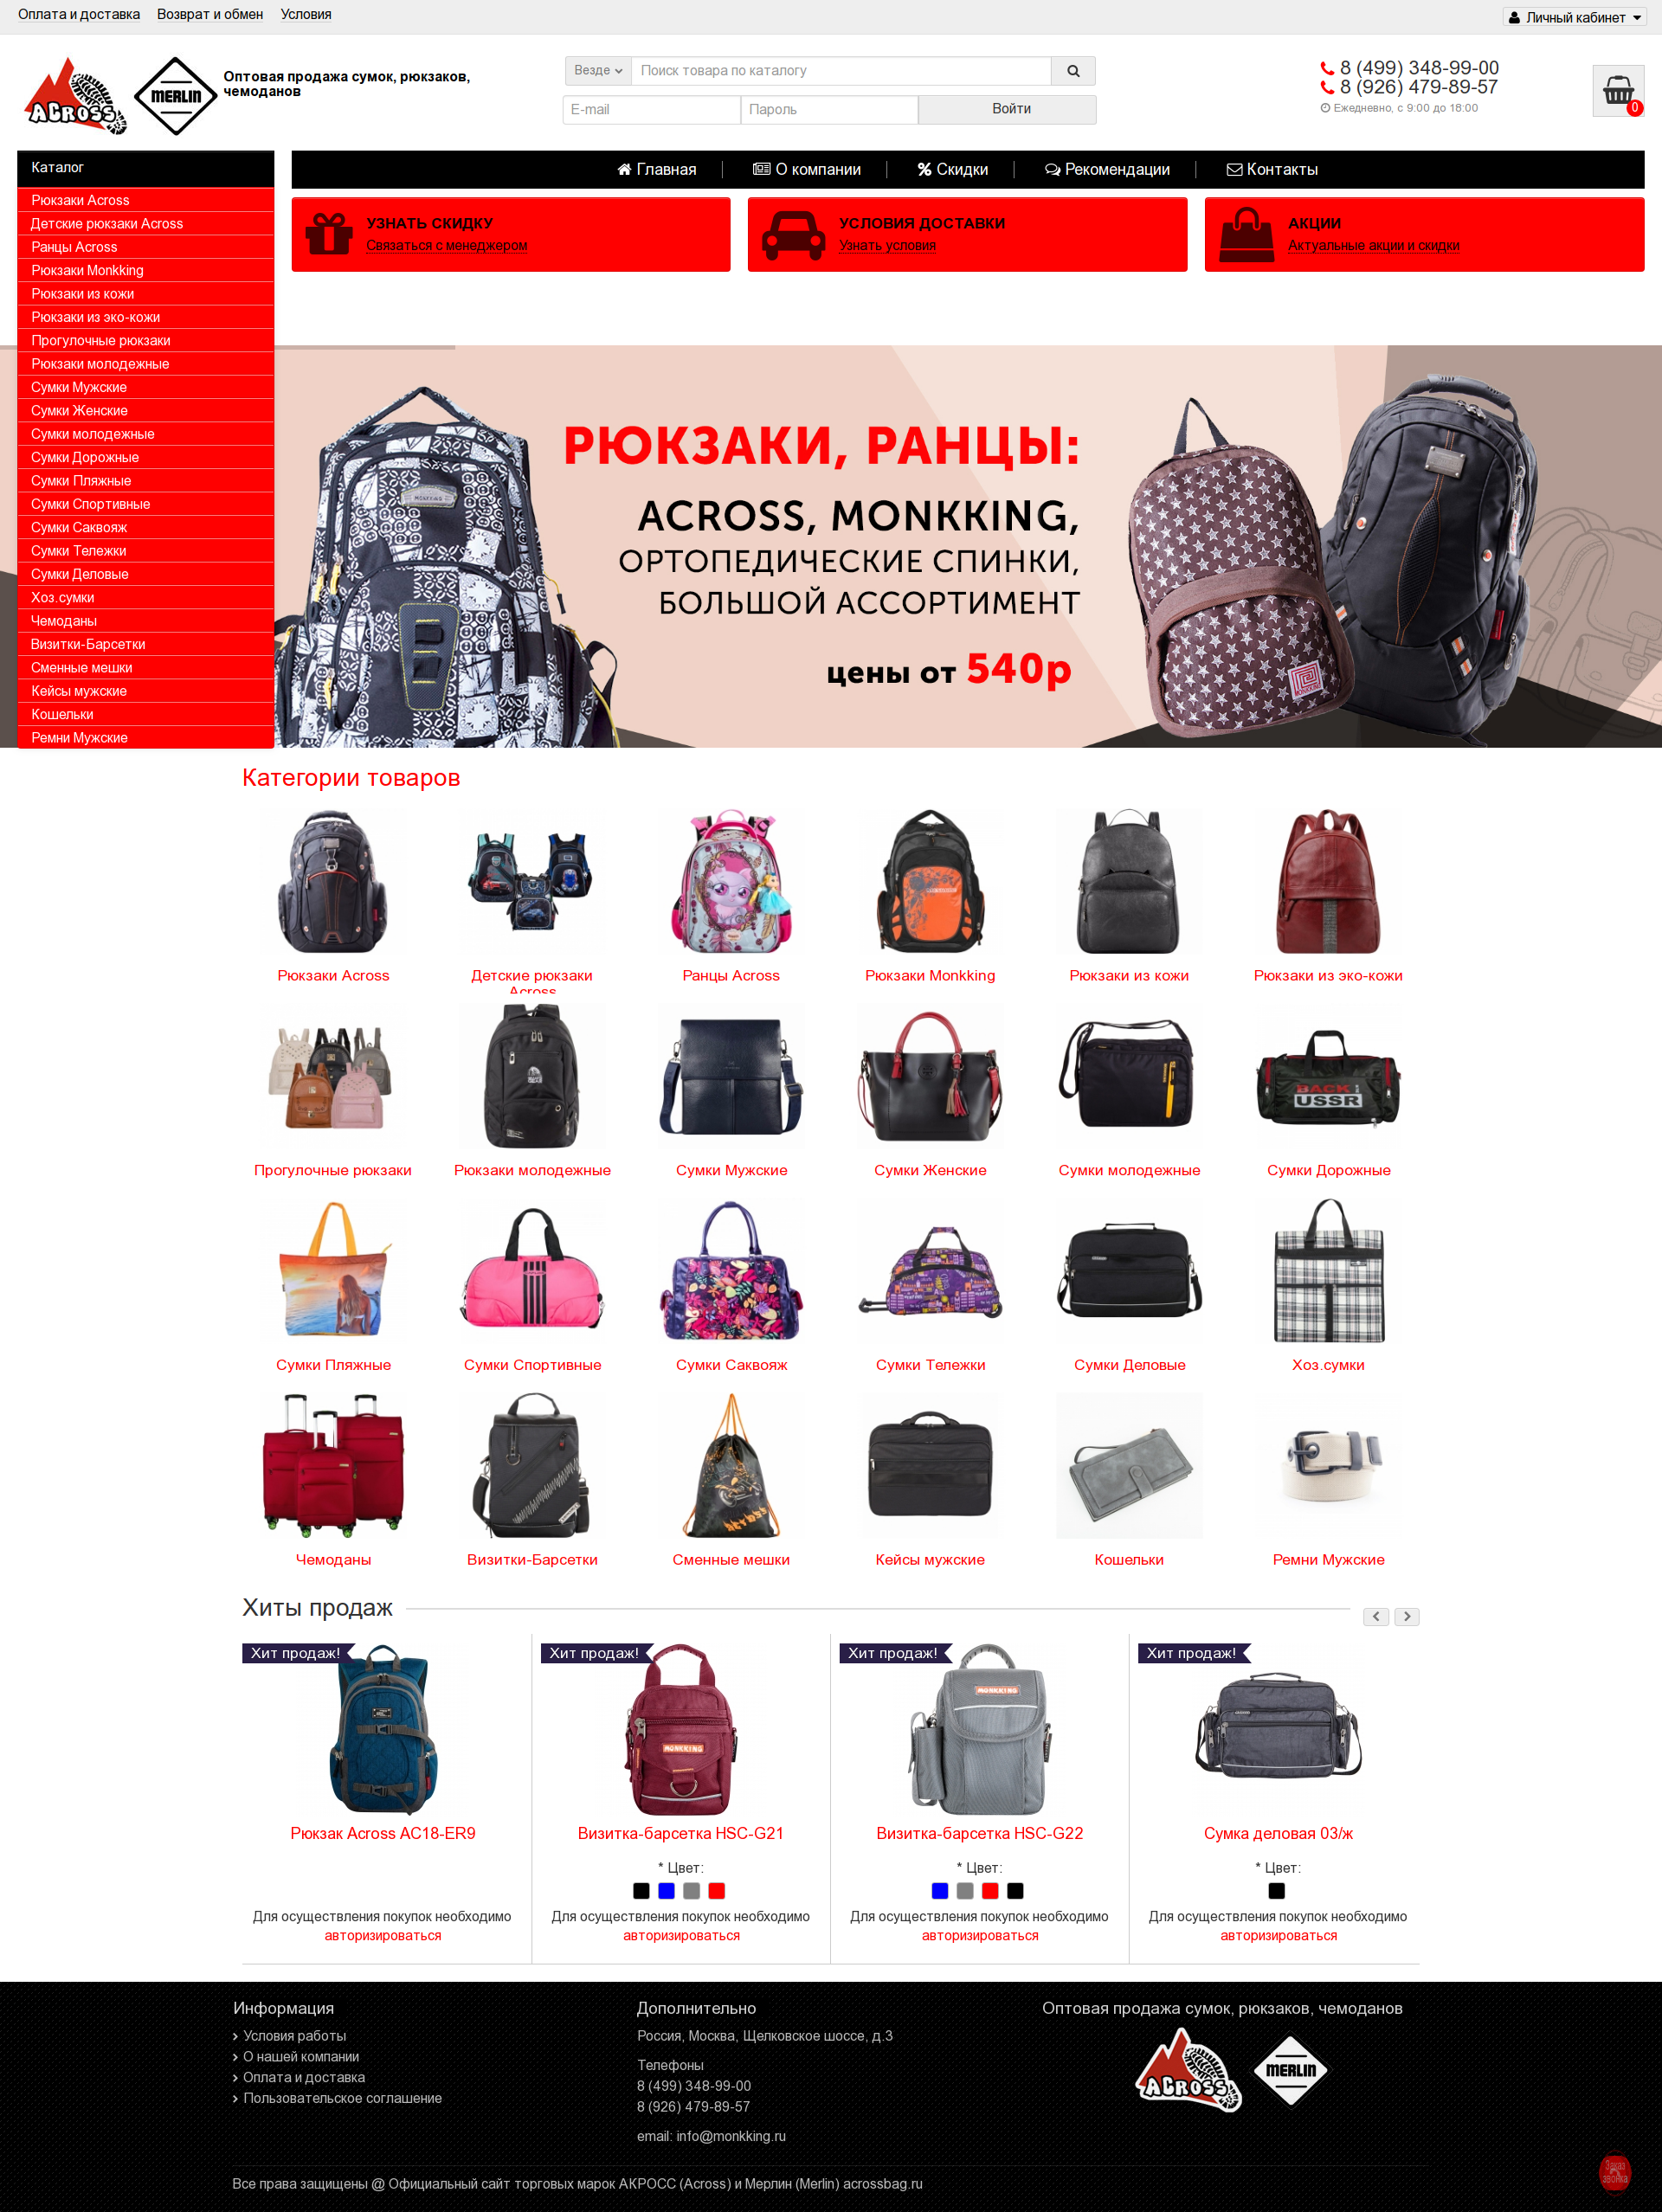 Оплата и доставка Возврат и обмен Условия
Личный кабинет
ACROSS
MERLIN
Оптовая продажа сумок, рюкзаков,
чемоданов
Везде
Поиск товара по каталогу
E-mail
Пароль
Войти
8 (499) 348-99-00
8 (926) 479-89-57
Ежедневно, с 9:00 до 18:00
0
Каталог
Главная
О компании
Скидки
Рекомендации
Контакты
Рюкзаки Across
Детские рюкзаки Across
Ранцы Across
Рюкзаки Monkking
Рюкзаки из кожи
Рюкзаки из эко-кожи
Прогулочные рюкзаки
Рюкзаки молодежные
Сумки Мужские
Сумки Женские
Сумки молодежные
Сумки Дорожные
Сумки Пляжные
Сумки Спортивные
Сумки Саквояж
Сумки Тележки
Сумки Деловые
Хоз.сумки
Чемоданы
Визитки-Барсетки
Сменные мешки
Кейсы мужские
Кошельки
Ремни Мужские
УЗНАТЬ СКИДКУ
Связаться с менеджером
УСЛОВИЯ ДОСТАВКИ
Узнать условия
АКЦИИ
Актуальные акции и скидки
РЮКЗАКИ, РАНЦЫ:
ACROSS, MONKKING,
ОРТОПЕДИЧЕСКИЕ СПИНКИ,
БОЛЬШОЙ АССОРТИМЕНТ
цены от 540р
MONKKING
Категории товаров
Рюкзаки Across
Детские рюкзаки
Across
Ранцы Across
Рюкзаки Monkking
Рюкзаки из кожи
Рюкзаки из эко-кожи
BACK
USSR
Прогулочные рюкзаки
Рюкзаки молодежные
Сумки Мужские
Сумки Женские
Сумки молодежные
Сумки Дорожные
Сумки Пляжные
Сумки Спортивные
Сумки Саквояж
Сумки Тележки
Сумки Деловые
Хоз.сумки
ACROSS
Чемоданы
Визитки-Барсетки
Сменные мешки
Кейсы мужские
Кошельки
Ремни Мужские
Хиты продаж
Хит продаж!
Хит продаж!
Хит продаж!
Хит продаж!
MONKKING
MONKKING
Рюкзак Across AC18-ER9
Визитка-барсетка HSC-G21
Визитка-барсетка HSC-G22
Сумка деловая 03/ж
* Цвет:
* Цвет:
* Цвет:
Для осуществления покупок необходимо
авторизироваться
Для осуществления покупок необходимо
авторизироваться
Для осуществления покупок необходимо
авторизироваться
Для осуществления покупок необходимо
авторизироваться
Информация
Условия работы
О нашей компании
Оплата и доставка
Пользовательское соглашение
Дополнительно
Россия, Москва, Щелковское шоссе, д.3
Телефоны
8 (499) 348-99-00
8 (926) 479-89-57
email: info@monkking.ru
Оптовая продажа сумок, рюкзаков, чемоданов
ACROSS
MERLIN
Заказ
звонка
Все права защищены @ Официальный сайт торговых марок АКРОСС (Across) и Мерлин (Merlin) acrossbag.ru